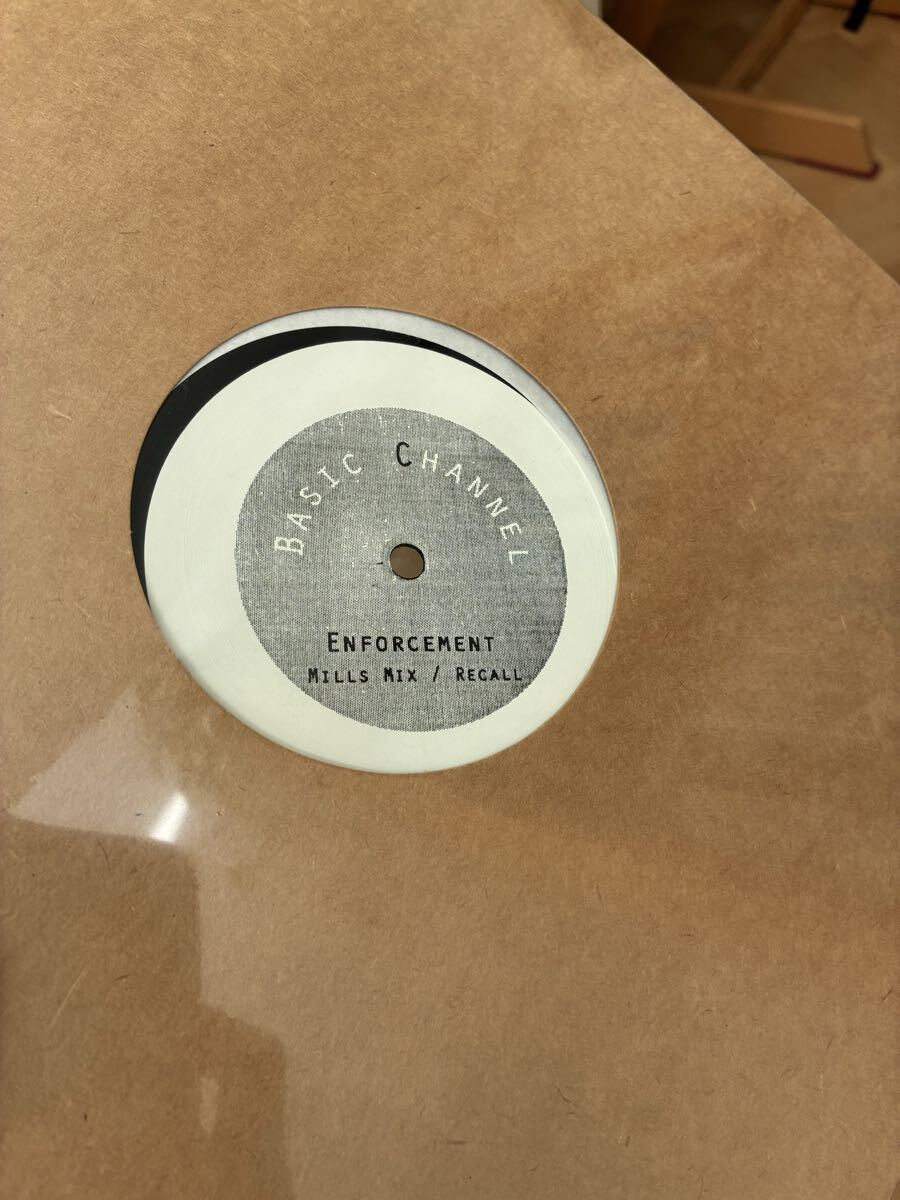 BASIC CHANNEL
ENFORCEMENT
MILLS MIX / RECALL